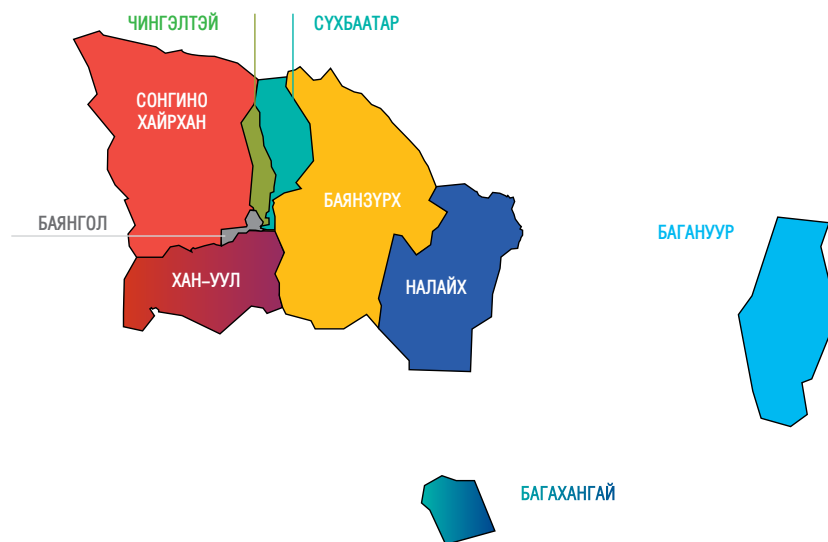 ЧИНГЭЛТЭЙ
СҮХБААТАР
СОНГИНО
ХАЙРХАН
БАЯНЗҮРХ
БАЯНГОЛ
БАГАНУУР
ХАН–УУЛ
НАЛАЙХ
БАГАХАНГАЙ